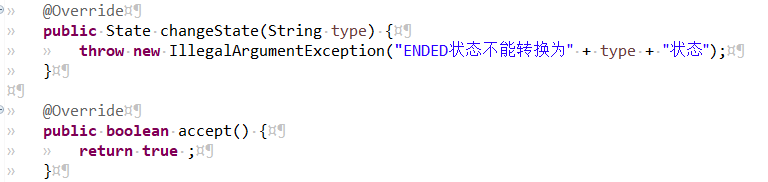 @Override
public State changeState(String type) {
throw new IllegalArgumentException("ENDED状态不能转换为" + type + "状态");
}
@Override
public boolean accept() {
return true ;
}